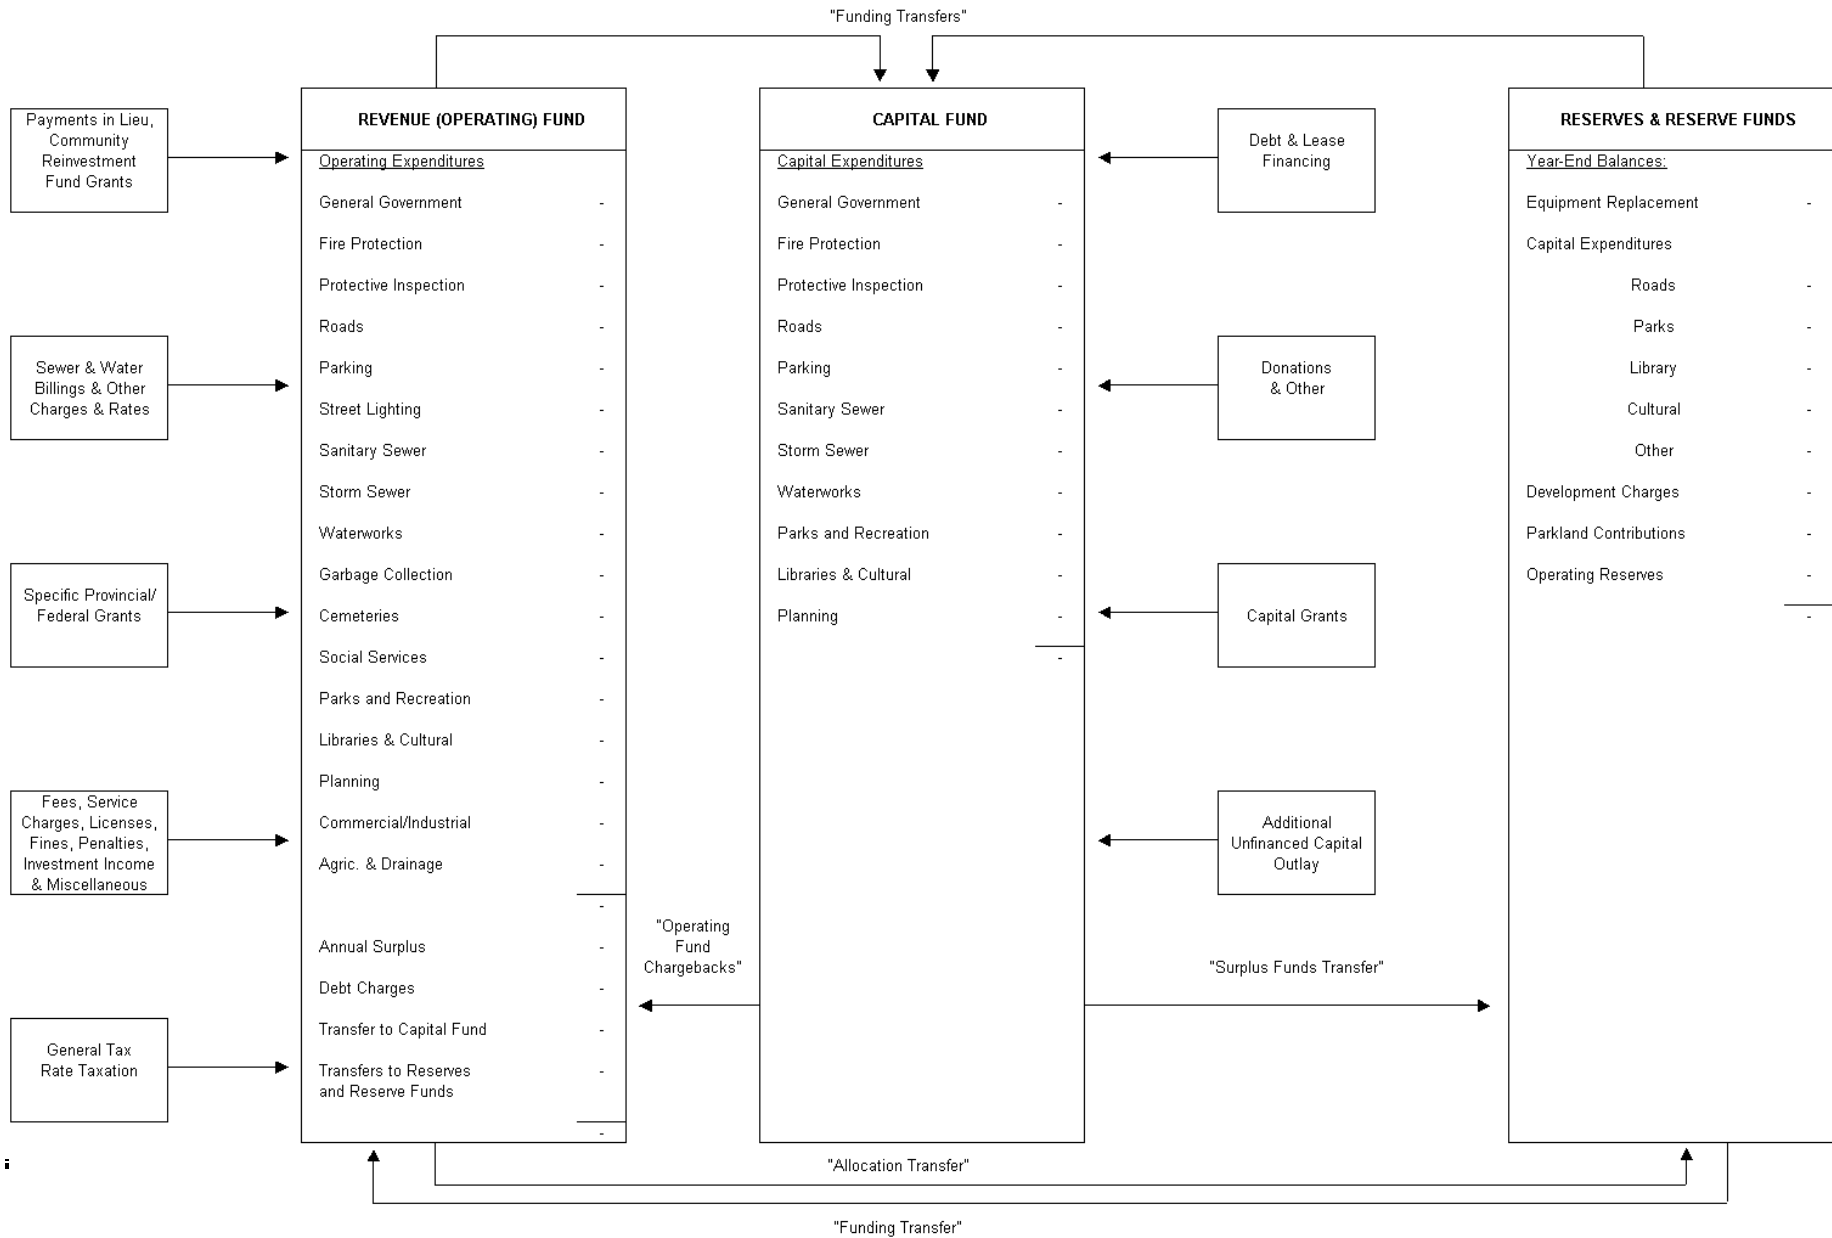 "Funding Transfers"
Payments in Lieu,
Community
Reinvestment
Fund Grants
Sewer & Water
Billings & Other
Charges & Rates
Specific Provincial/
Federal Grants
Fees, Service
Charges, Licenses,
Fines, Penalties,
Investment Income
& Miscellaneous
General Tax
Rate Taxation
REVENUE (OPERATING) FUND
Operating Expenditures
General Government -
Fire Protection -
Protective Inspection -
Roads -
Parking -
Street Lighting -
Sanitary Sewer -
Storm Sewer -
Waterworks -
Garbage Collection -
Cemeteries -
Social Services -
Parks and Recreation -
Libraries & Cultural -
Planning -
Commercial/Industrial -
Agric. & Drainage -
-
Annual Surplus -
Debt Charges -
Transfer to Capital Fund -
Transfers to Reserves -
and Reserve Funds
-
"Operating
Fund
Chargebacks"
CAPITAL FUND
Capital Expenditures
General Government -
Fire Protection -
Protective Inspection -
Roads -
Parking -
Sanitary Sewer -
Storm Sewer -
Waterworks -
Parks and Recreation -
Libraries & Cultural -
Planning -
-
Debt & Lease
Financing
Donations
& Other
Capital Grants
Additional
Unfinanced Capital
Outlay
"Surplus Funds Transfer"
RESERVES & RESERVE FUNDS
Year-End Balances:
Equipment Replacement -
Capital Expenditures
Roads -
Parks -
Library -
Cultural -
Other -
Development Charges -
Parkland Contributions -
Operating Reserves -
-
"Allocation Transfer"
"Funding Transfer"